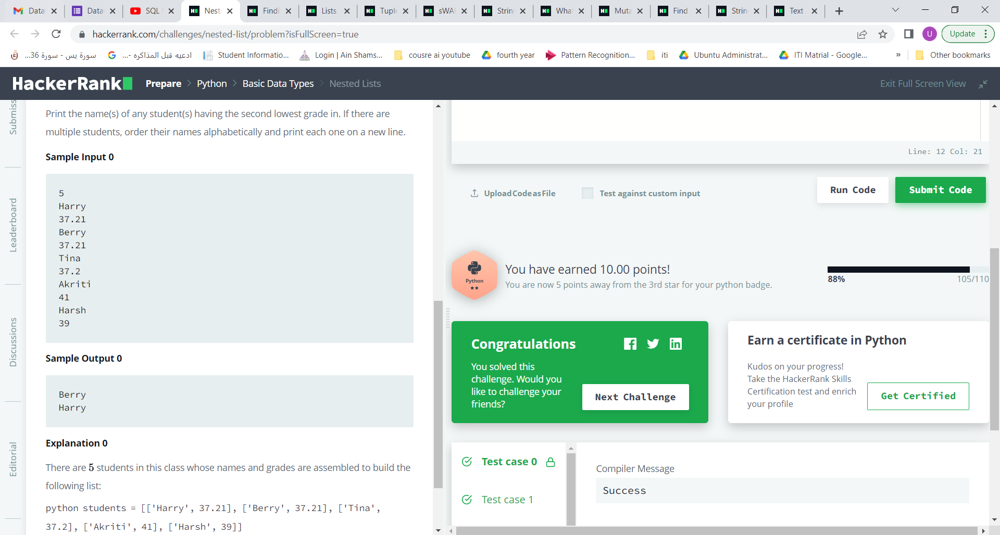 Data
Data
SQL
Nest
Findi
Lists
Tuple
sWAP
Strin
Wha
Muta
Find
Strin
Text
hackerrank.com/challenges/nested-list/problem?isFullScreen=true
U
Update
سورة يس - سورة 36...
ادعيه قبل المذاكره -...
Student Informatio...
Login | Ain Shams...
cousre ai youtube
fourth year
Pattern Recognition...
iti
Ubuntu Administrat...
ITI Matrial - Google...
»
Other bookmarks
HackerRank
Prepare > Python > Basic Data Types > Nested Lists
Exit Full Screen View
Submiss
Leaderboard
Discussions
Editorial
Print the name(s) of any student(s) having the second lowest grade in. If there are
multiple students, order their names alphabetically and print each one on a new line.
Sample Input 0
5
Harry
37.21
Berry
37.21
Tina
37.2
Akriti
41
Harsh
39
Sample Output 0
Berry
Harry
Explanation 0
There are 5 students in this class whose names and grades are assembled to build the
following list:
python students = [['Harry', 37.21], ['Berry', 37.21], ['Tina',
37.2], ['Akriti', 41], ['Harsh', 39]]
Line: 12 Col: 21
Upload Code as File
Test against custom input
Run Code
Submit Code
Python
You have earned 10.00 points!
You are now 5 points away from the 3rd star for your python badge.
88%
105/110
Congratulations
You solved this
challenge. Would you
like to challenge your
friends?
Next Challenge
Earn a certificate in Python
Kudos on your progress!
Take the HackerRank Skills
Certification test and enrich
your profile
Get Certified
Test case 0
Test case 1
Compiler Message
Success